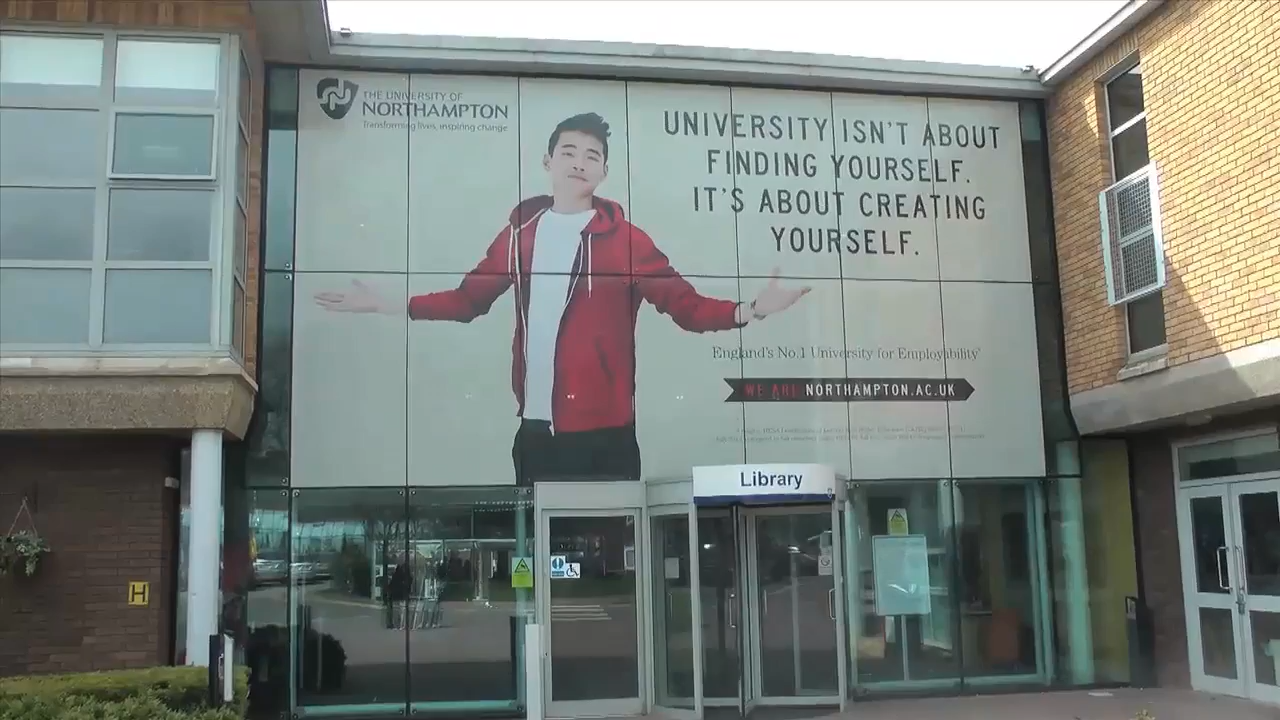 THE UNIVERSITY OF
NORTHAMPTON
Transforming lives, inspiring change
UNIVERSITY ISN'T ABOUT
FINDING YOURSELF.
IT'S ABOUT CREATING
YOURSELF.
England's No.1 University for Employability*
WE ARE NORTHAMPTON.AC.UK
Library
H